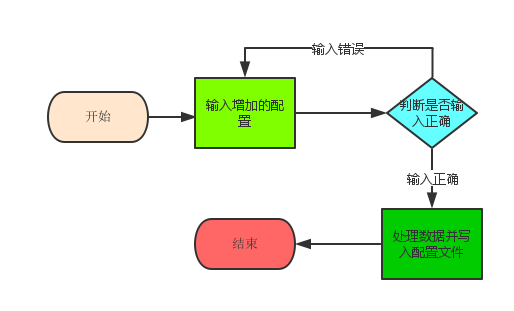 输入错误
开始
输入增加的配
置
判断是否输
入正确
输入正确
处理数据并写
入配置文件
结束